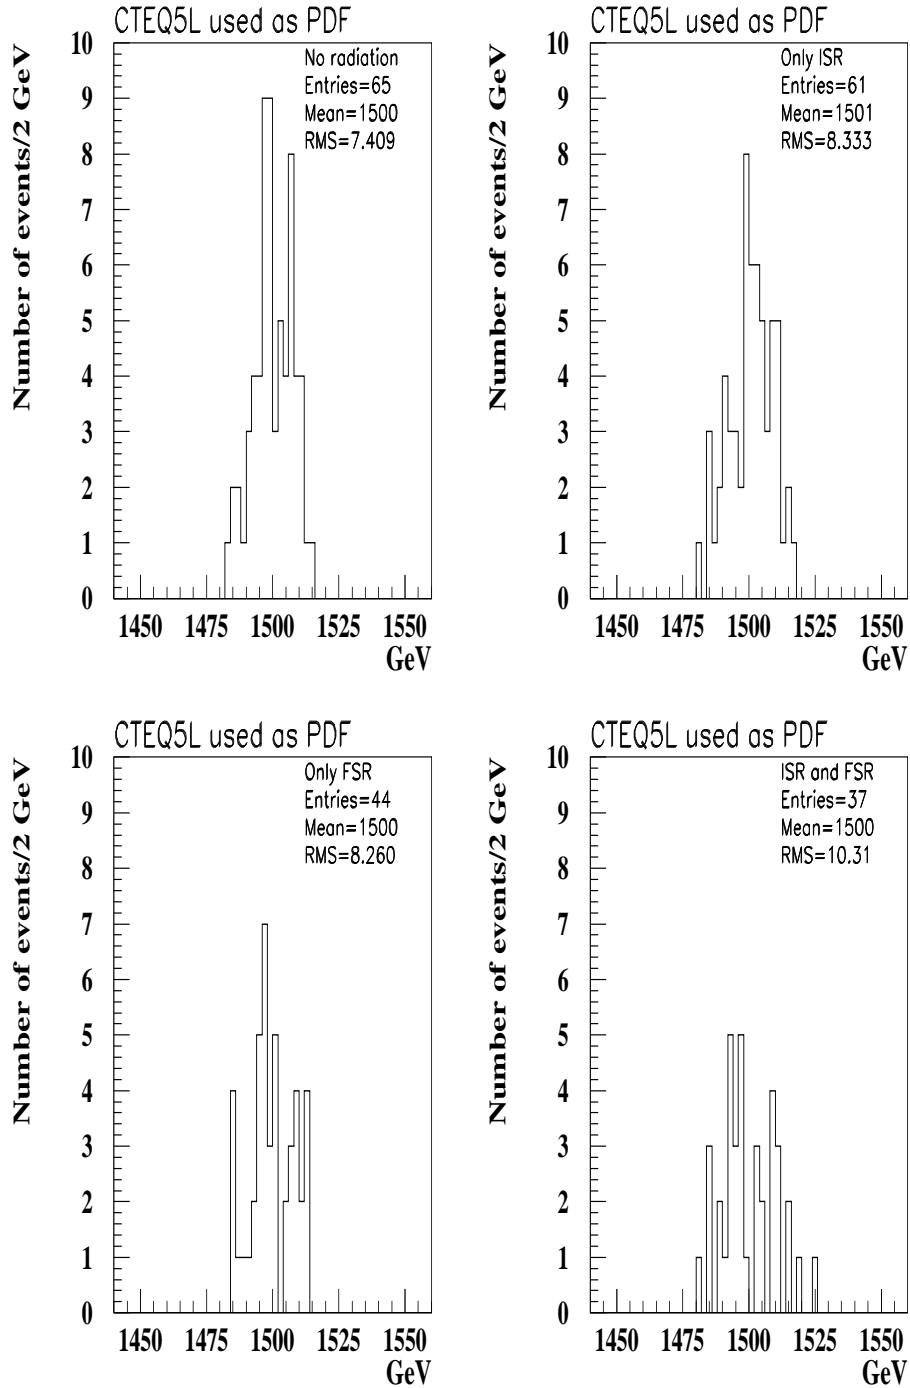 CTEQ5L used as PDF
Number of events/2 GeV
10
9
8
7
6
5
4
3
2
1
0
No radiation
Entries=65
Mean=1500
RMS=7.409
1450 1475 1500 1525 1550
GeV
CTEQ5L used as PDF
Number of events/2 GeV
10
9
8
7
6
5
4
3
2
1
0
Only ISR
Entries=61
Mean=1501
RMS=8.333
1450 1475 1500 1525 1550
GeV
CTEQ5L used as PDF
Number of events/2 GeV
10
9
8
7
6
5
4
3
2
1
0
Only FSR
Entries=44
Mean=1500
RMS=8.260
1450 1475 1500 1525 1550
GeV
CTEQ5L used as PDF
Number of events/2 GeV
10
9
8
7
6
5
4
3
2
1
0
ISR and FSR
Entries=37
Mean=1500
RMS=10.31
1450 1475 1500 1525 1550
GeV